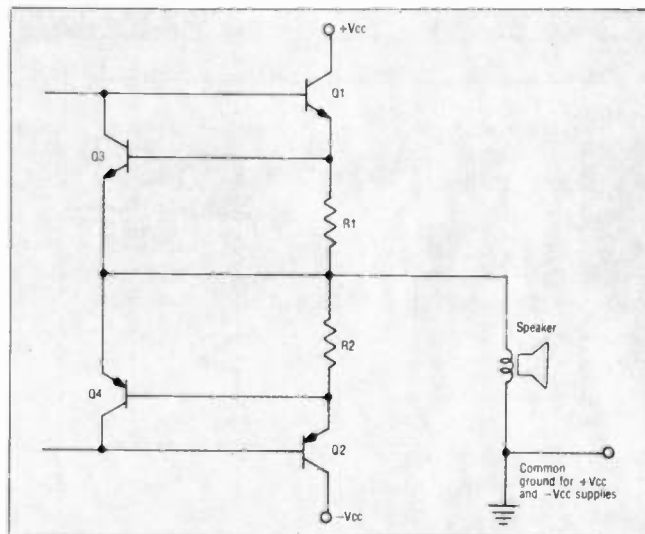 +Vcc
Q1
Q3
R1
Speaker
R2
Q4
Q2
Common
ground for +Vcc
and -Vcc supplies
-Vcc